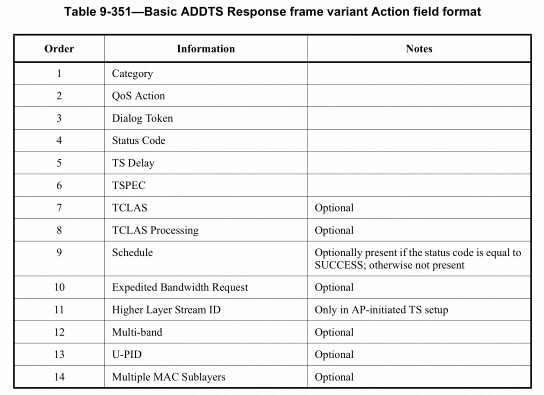 Table 9-351—Basic ADDTS Response frame variant Action field format
Order Information Notes
1 Category
2 QoS Action
3 Dialog Token
4 Status Code
5 TS Delay
6 TSPEC
7 TCLAS Optional
8 TCLAS Processing Optional
9 Schedule Optionally present if the status code is equal to
SUCCESS; otherwise not present
10 Expedited Bandwidth Request Optional
11 Higher Layer Stream ID Only in AP-initiated TS setup
12 Multi-band Optional
13 U-PID Optional
14 Multiple MAC Sublayers Optional